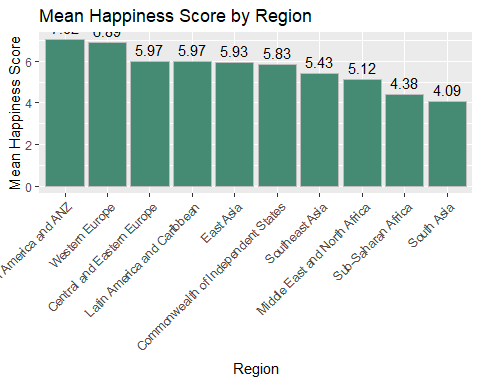 Mean Happiness Score by Region
Mean Happiness Score
6
4
2
0
6.89
5.97
5.97
5.93
5.83
5.43
5.12
4.38
4.09
America and ANZ
Western Europe
Central and Eastern Europe
Latin America and Caribbean
East Asia
Commonwealth of Independent States
Southeast Asia
Middle East and North Africa
Sub-Saharan Africa
South Asia
Region